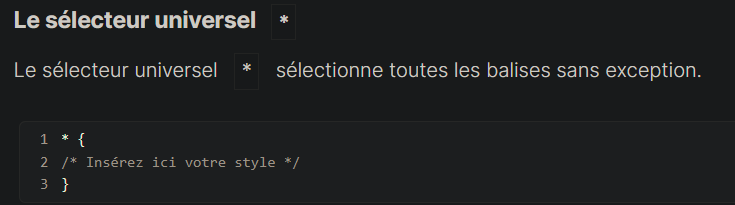 Le sélecteur universel *
Le sélecteur universel * sélectionne toutes les balises sans exception.
1 * {
2 /* Insérez ici votre style */
3 }